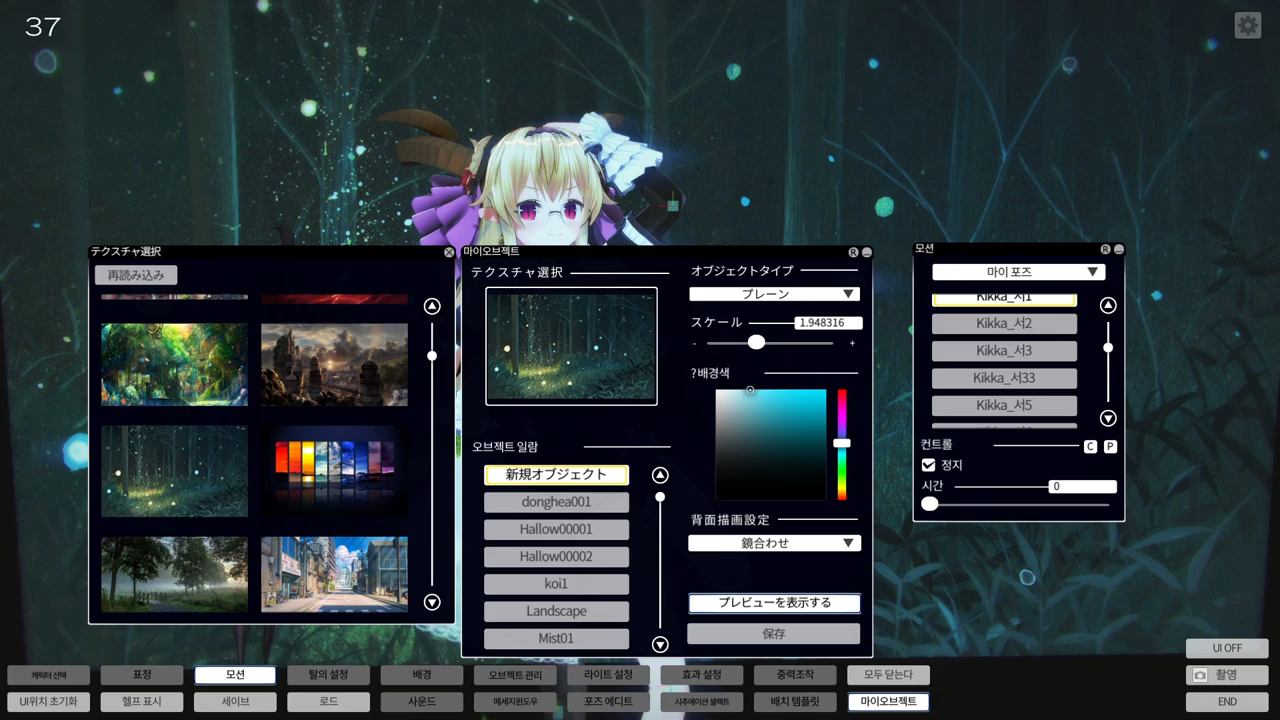 37
テクスチャ選択
再読み込み
마이오브젝트
テクスチャ選択
오브젝트 일람
新規オブジェクト
donghea001
Hallow00001
Hallow00002
koi1
Landscape
Mist01
オブジェクトタイプ
プレーン
スケール 1.948316
- +
?배경색
背面描画設定
鏡合わせ
プレビューを表示する
保存
모션
마이 포즈
Kikka_서1
Kikka_서2
Kikka_서3
Kikka_서33
Kikka_서5
컨트롤 C P
정지
시간 0
UI OFF
캐릭터 선택 표정 모션 탈의 설정 배경 오브젝트 관리 라이트 설정 효과 설정 중력조작 모두 닫는다 촬영
UI위치 초기화 헬프 표시 세이브 로드 사운드 메세지윈도우 포즈 에디트 시추에이션 셀렉트 배치 템플릿 마이오브젝트 END